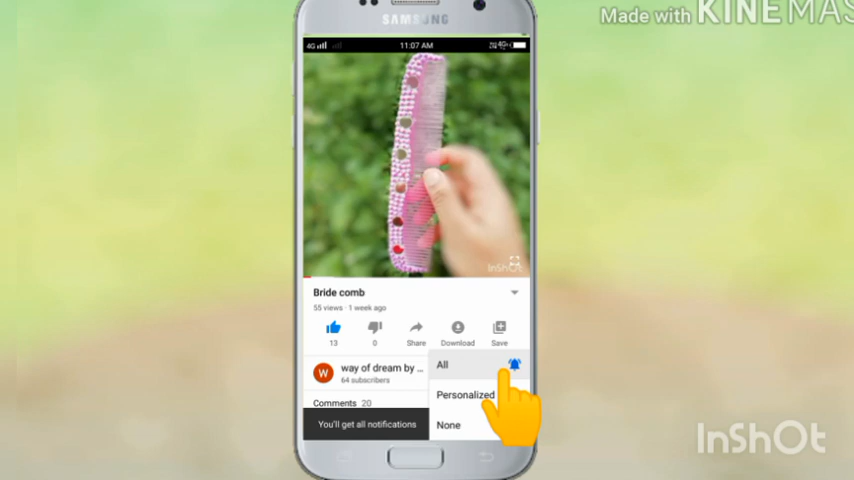 Made with KINEMAS
SAMSUNG
4G 11:07 AM 4G
InShOt
Bride comb
55 views · 1 week ago
13
0
Share
Download
Save
W
way of dream by ...
64 subscribers
All
Personalized
None
Comments 20
You'll get all notifications
InShOt